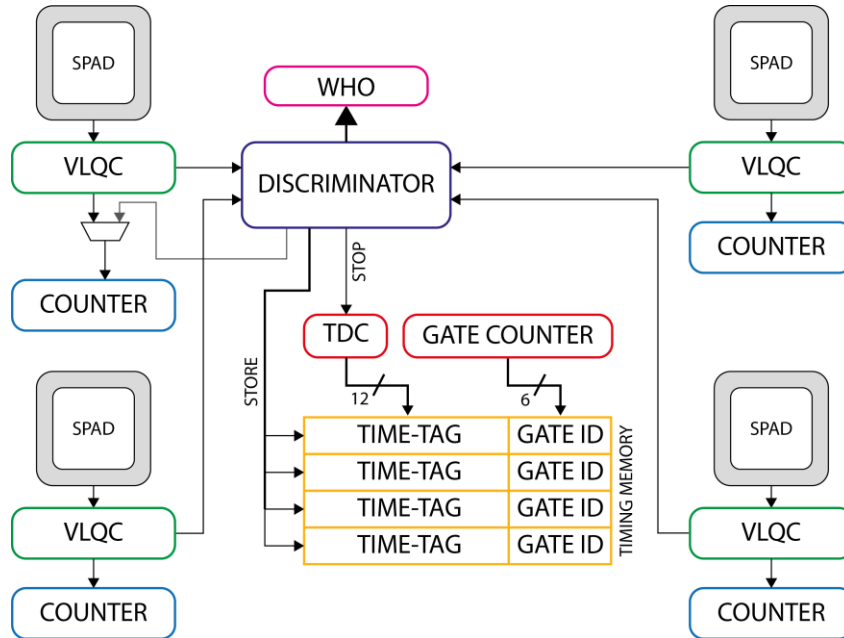 SPAD
SPAD
WHO
VLQC
DISCRIMINATOR
VLQC
COUNTER
COUNTER
STOP
TDC
GATE COUNTER
STORE
12
6
SPAD
SPAD
TIME-TAG GATE ID
TIME-TAG GATE ID
TIME-TAG GATE ID
TIME-TAG GATE ID
TIMING MEMORY
VLQC
VLQC
COUNTER
COUNTER